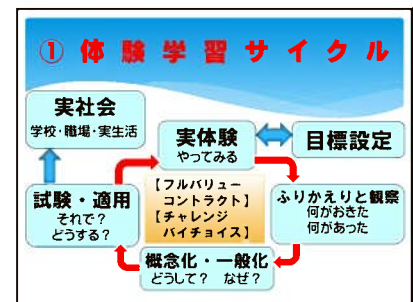 ① 体 験 学 習 サ イ ク ル
実社会
学校・職場・実生活
実体験
やってみる
目標設定
試験・適用
それで？
どうする？
【フルバリュー
コントラクト】
【チャレンジ
バイチョイス】
ふりかえりと観察
何がおきた
何があった
概念化・一般化
どうして？ なぜ？